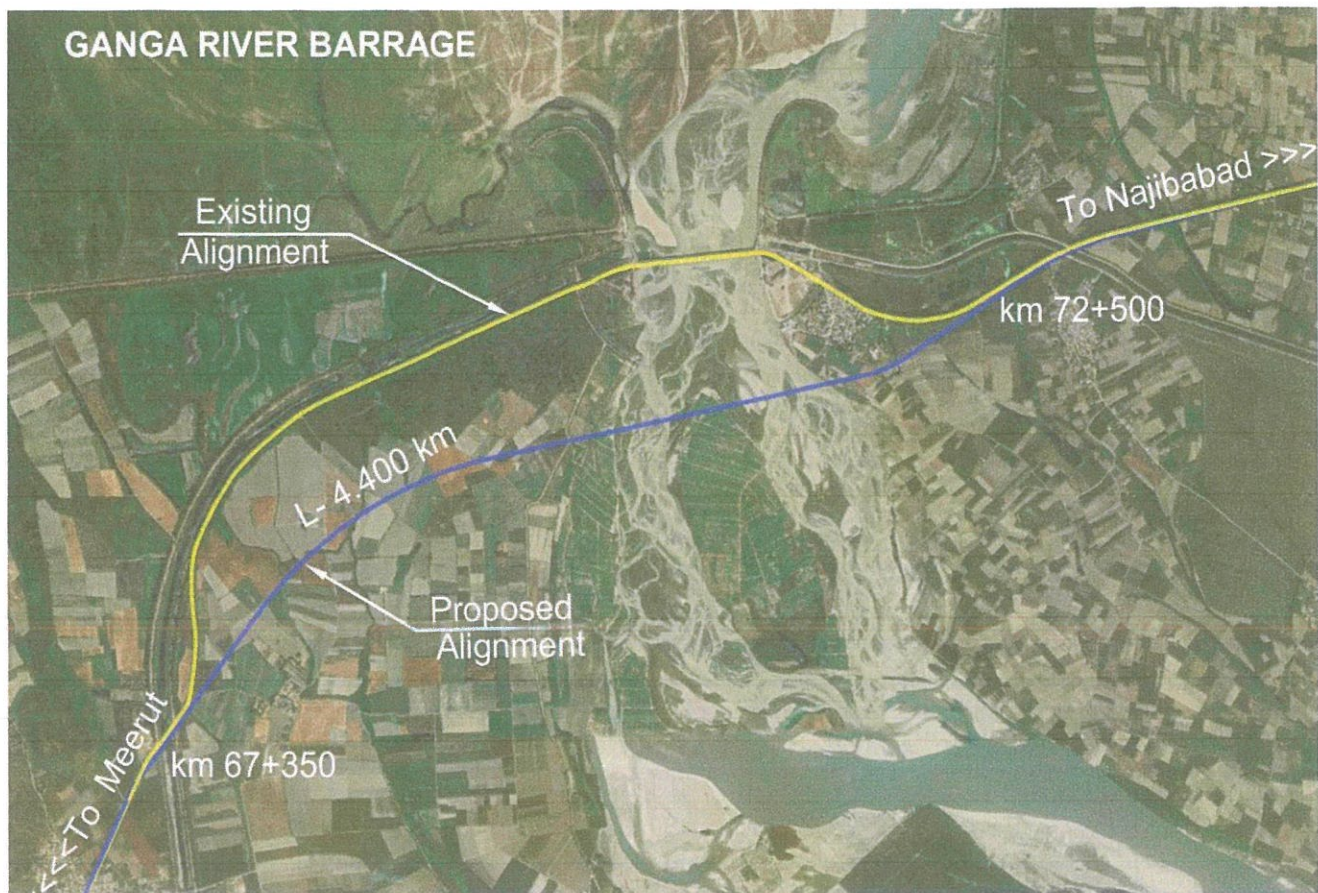 GANGA RIVER BARRAGE
To Najibabad >>>
Existing
Alignment
km 72+500
L- 4.400 km
Proposed
Alignment
<<<<To Meerut
km 67+350